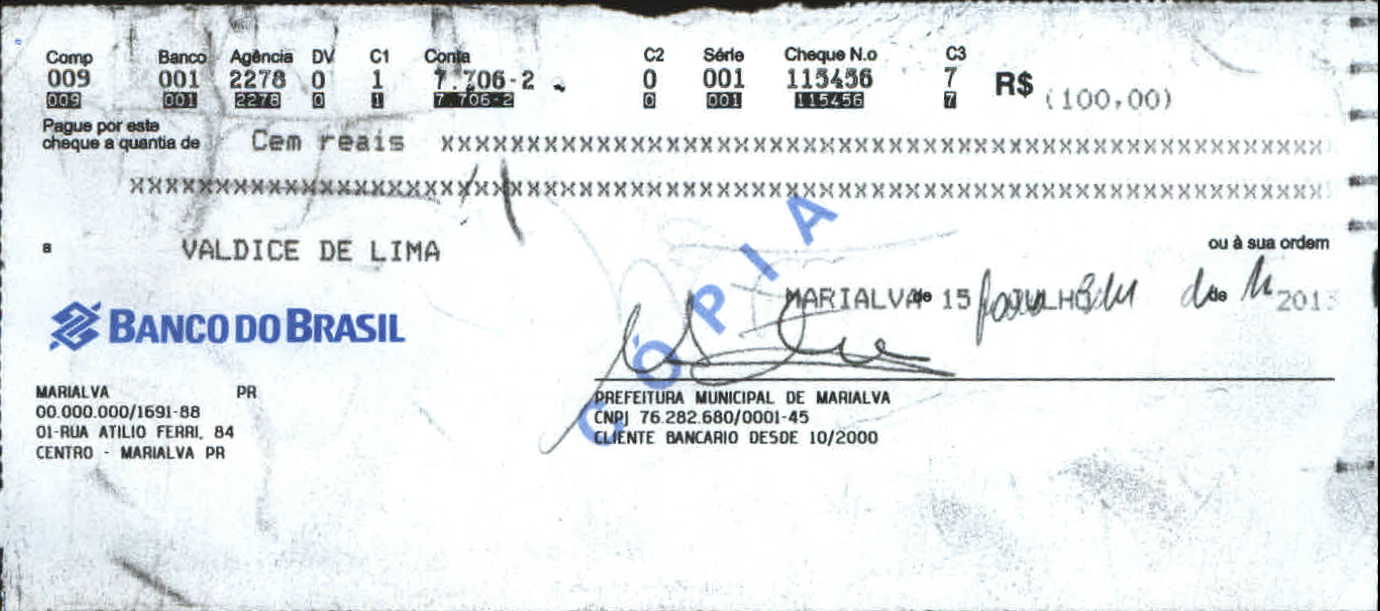 Comp Banco Agência DV C1 Conta C2 Série Cheque N.o C3
009 001 2278 0 1 7.706-2 0 001 115456 7 R$ (100,00)
009 001 2278 0 1 7.706-2 0 001 115456 7
Pague por este
cheque a quantia de Cem reais XXXXXXXXXXXXXXXXXXXXXXXXXXXXXXXXXXXXXXXXXXXXXXXXXXXX
XXXXXXXXXXXXXXXXXXXXXXXXXXXXXXXXXXXXXXXXXXXXXXXXXXXXXXXXXXXXXXXXXXXXXX
a VALDICE DE LIMA ou à sua ordem
MARIALVA de 15 de 2013
BANCO DO BRASIL
CÓPIA
MARIALVA PR
00.000.000/1691-88
01-RUA ATILIO FERRI, 84
CENTRO - MARIALVA PR
PREFEITURA MUNICIPAL DE MARIALVA
CNPJ 76.282.680/0001-45
CLIENTE BANCARIO DESDE 10/2000